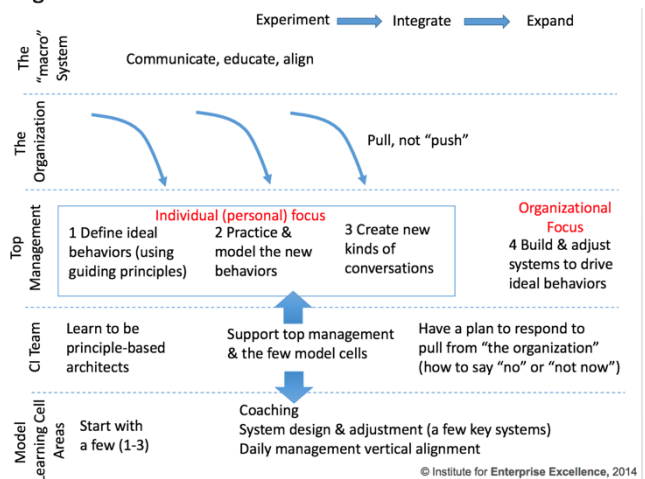 Experiment
Integrate
Expand
The
"macro"
System
Communicate, educate, align
The
Organization
Pull, not "push"
Top
Management
Individual (personal) focus
1 Define ideal
behaviors (using
guiding principles)
2 Practice &
model the new
behaviors
3 Create new
kinds of
conversations
Organizational
Focus
4 Build & adjust
systems to drive
ideal behaviors
CI Team
Learn to be
principle-based
architects
Support top management
& the few model cells
Have a plan to respond to
pull from "the organization"
(how to say "no" or "not now")
Model
Learning Cell
Areas
Start with
a few (1-3)
Coaching
System design & adjustment (a few key systems)
Daily management vertical alignment
© Institute for Enterprise Excellence, 2014